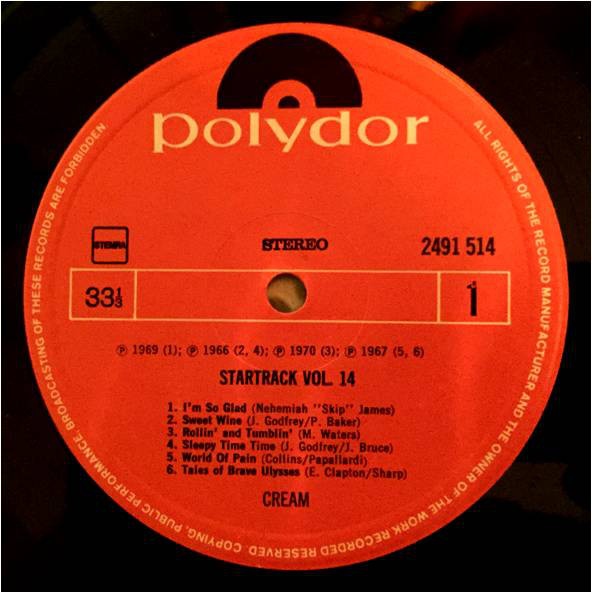 polydor
STEMRA
STEREO
2491 514
33⅓
1
℗ 1969 (1); ℗ 1966 (2, 4); ℗ 1970 (3); ℗ 1967 (5, 6)
STARTRACK VOL. 14
1. I'm So Glad (Nehemiah "Skip" James)
2. Sweet Wine (J. Godfrey/P. Baker)
3. Rollin' and Tumblin' (M. Waters)
4. Sleepy Time Time (J. Godfrey/J. Bruce)
5. World Of Pain (Collins/Papallardi)
6. Tales of Brave Ulysses (E. Clapton/Sharp)
CREAM
ALL RIGHTS OF THE RECORD MANUFACTURER AND THE OWNER OF THE WORK RECORDED RESERVED. COPYING, PUBLIC PERFORMANCE, BROADCASTING OF THESE RECORDS ARE FORBIDDEN